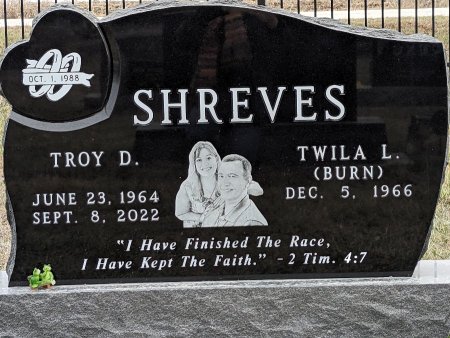 OCT. 1, 1988
SHREVES
TROY D.
JUNE 23, 1964
SEPT. 8, 2022
TWILA L.
(BURN)
DEC. 5, 1966
"I Have Finished The Race,
I Have Kept The Faith." - 2 Tim. 4:7